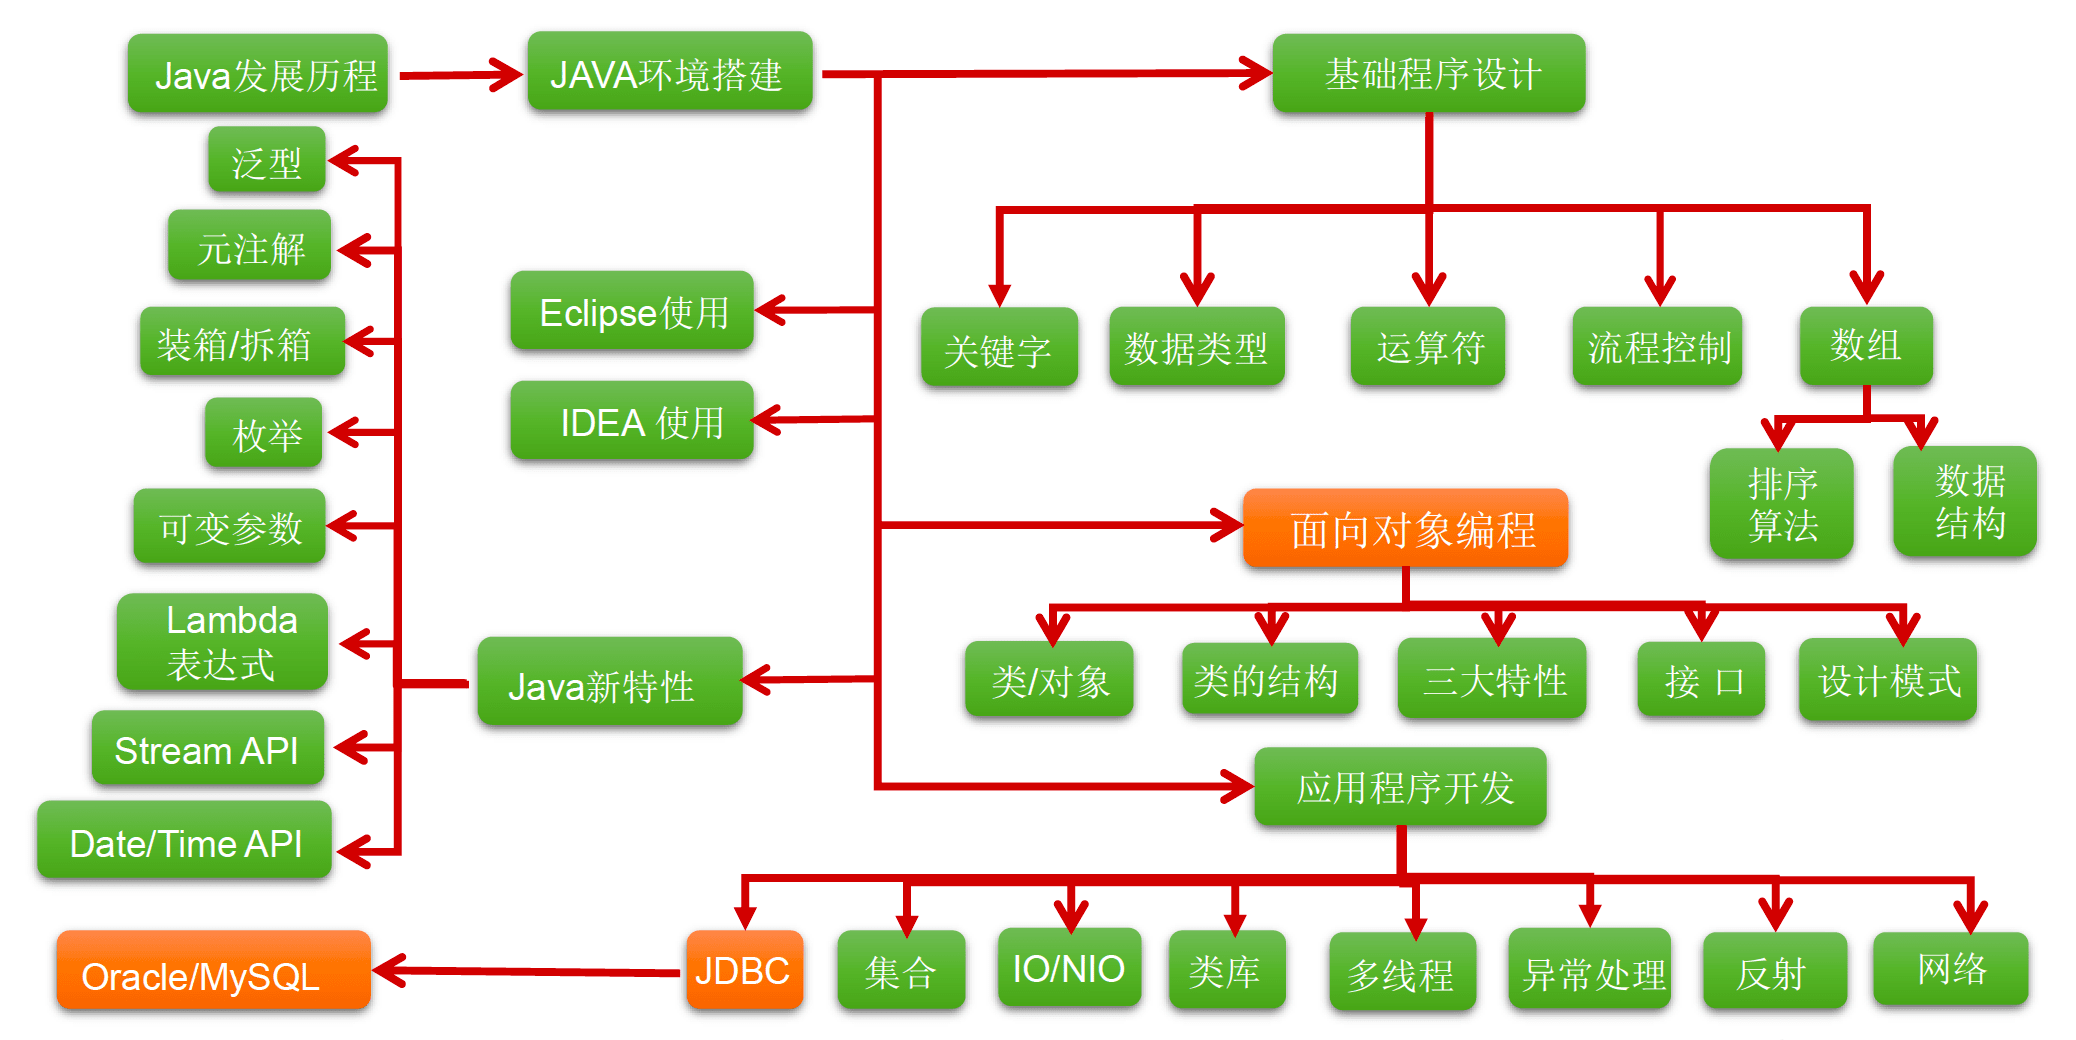 Java发展历程
JAVA环境搭建
基础程序设计
泛型
元注解
装箱/拆箱
枚举
可变参数
Lambda
表达式
Stream API
Date/Time API
Eclipse使用
IDEA 使用
Java新特性
关键字
数据类型
运算符
流程控制
数组
排序
算法
数据
结构
面向对象编程
类/对象
类的结构
三大特性
接 口
设计模式
应用程序开发
Oracle/MySQL
JDBC
集合
IO/NIO
类库
多线程
异常处理
反射
网络